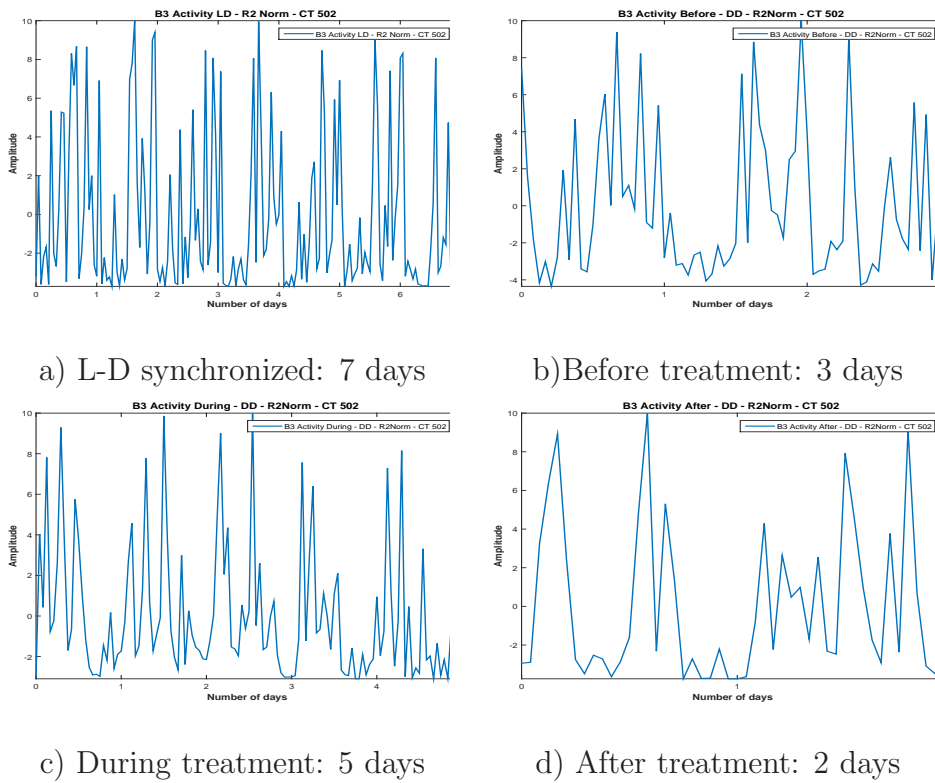 B3 Activity LD - R2 Norm - CT 502
B3 Activity LD - R2 Norm - CT 502
Amplitude
10
8
6
4
2
0
-2
0
1
2
3
4
5
6
Number of days
a) L-D synchronized: 7 days
B3 Activity Before - DD - R2Norm - CT 502
B3 Activity Before - DD - R2Norm - CT 502
Amplitude
10
8
6
4
2
0
-2
-4
0
1
2
Number of days
b)Before treatment: 3 days
B3 Activity During - DD - R2Norm - CT 502
B3 Activity During - DD - R2Norm - CT 502
Amplitude
10
8
6
4
2
0
-2
0
1
2
3
4
Number of days
c) During treatment: 5 days
B3 Activity After - DD - R2Norm - CT 502
B3 Activity After - DD - R2Norm - CT 502
Amplitude
10
8
6
4
2
0
-2
0
1
Number of days
d) After treatment: 2 days